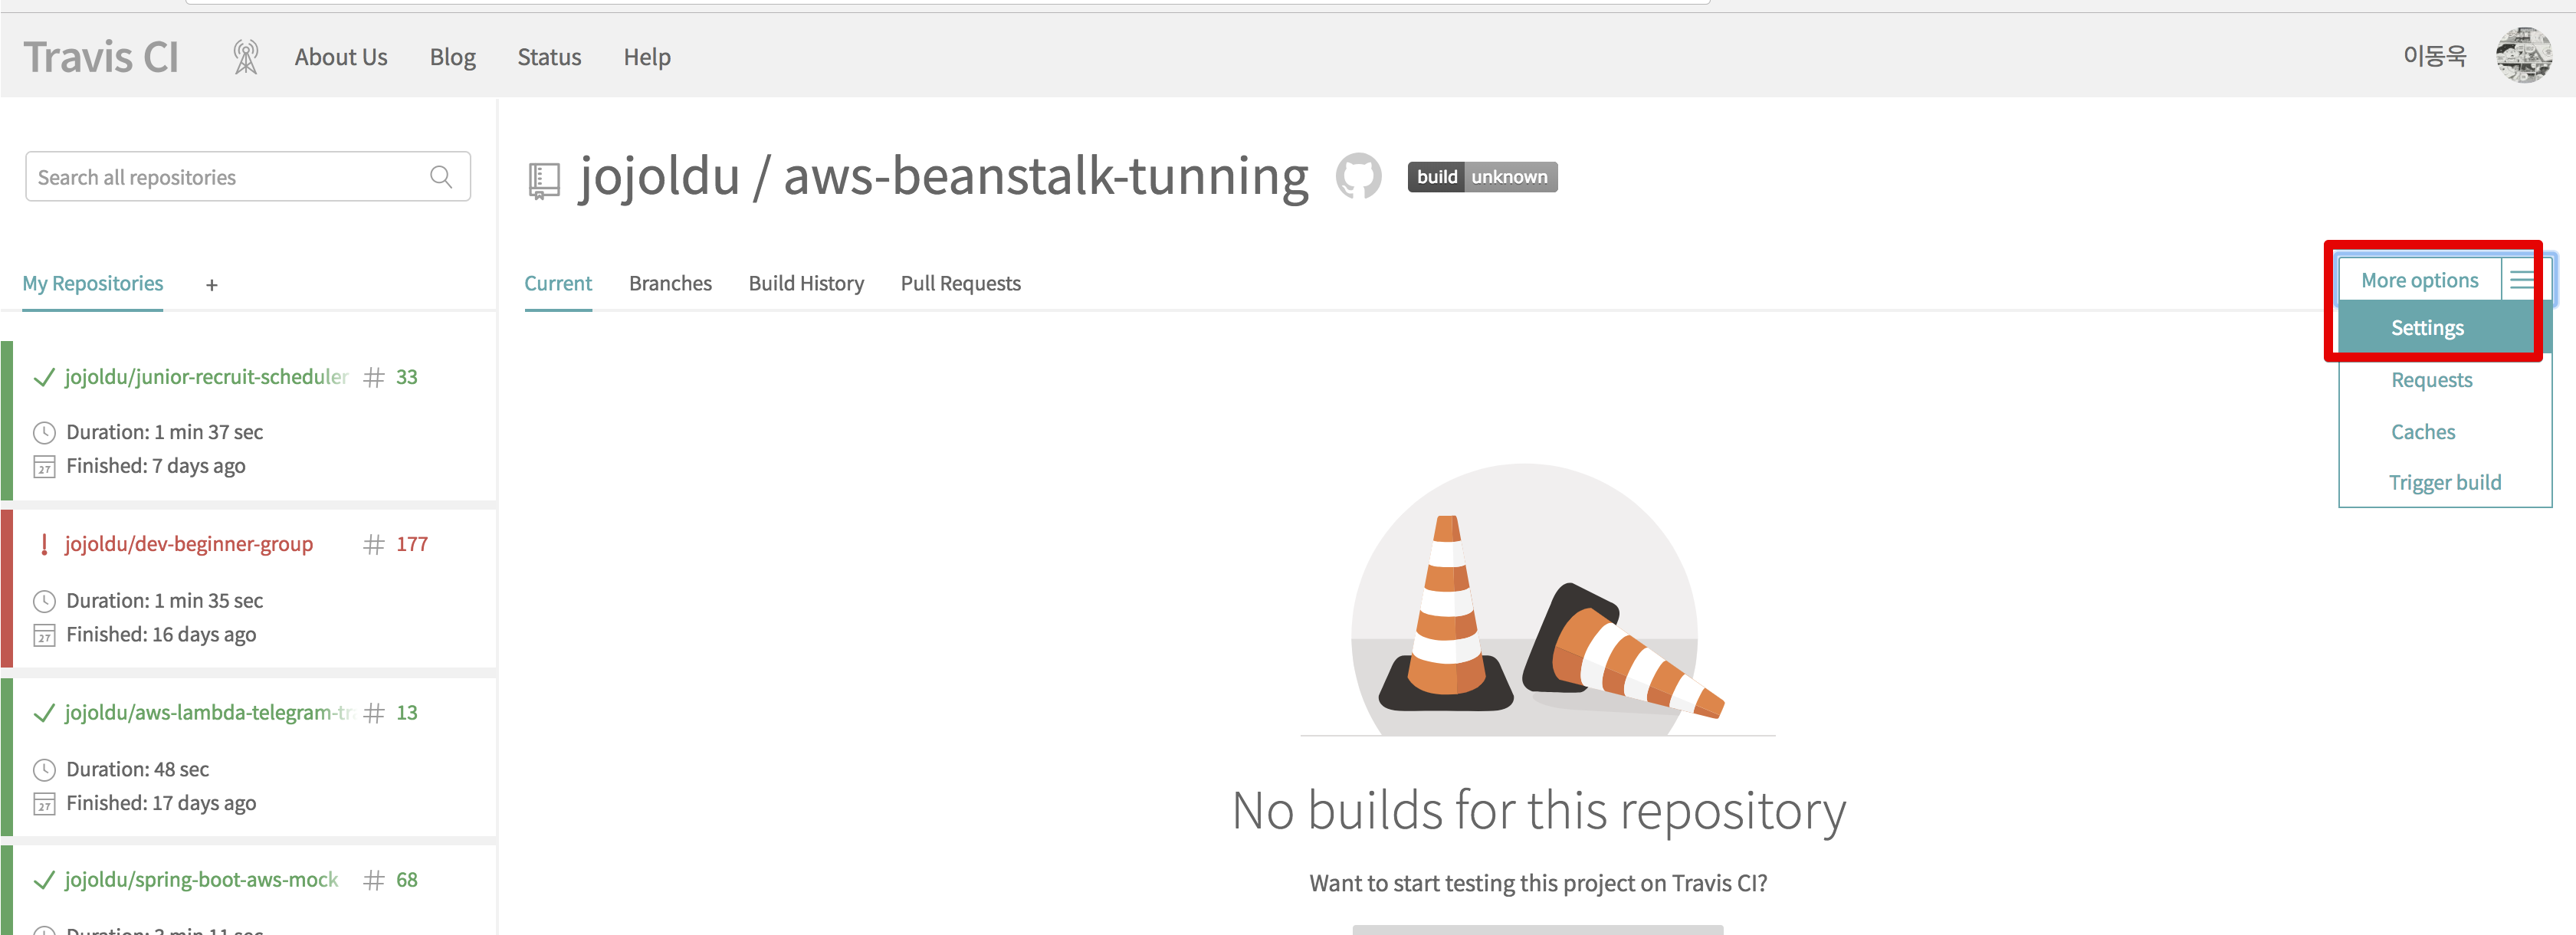 Travis CI
About Us
Blog
Status
Help
이동욱
Search all repositories
My Repositories
+
jojoldu/junior-recruit-scheduler # 33
Duration: 1 min 37 sec
27 Finished: 7 days ago
! jojoldu/dev-beginner-group # 177
Duration: 1 min 35 sec
27 Finished: 16 days ago
jojoldu/aws-lambda-telegram-tr # 13
Duration: 48 sec
27 Finished: 17 days ago
jojoldu/spring-boot-aws-mock # 68
Duration: 3 min 11 sec
jojoldu / aws-beanstalk-tunning
build unknown
Current
Branches
Build History
Pull Requests
More options
Settings
Requests
Caches
Trigger build
No builds for this repository
Want to start testing this project on Travis CI?